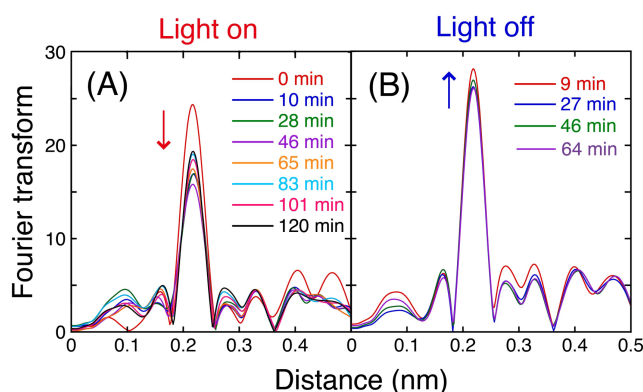 Light on
Light off
Fourier transform
30
20
10
0
(A)
0 min
10 min
28 min
46 min
65 min
83 min
101 min
120 min
(B)
9 min
27 min
46 min
64 min
0 0.1 0.2 0.3 0.4 0 0.1 0.2 0.3 0.4 0.5
Distance (nm)